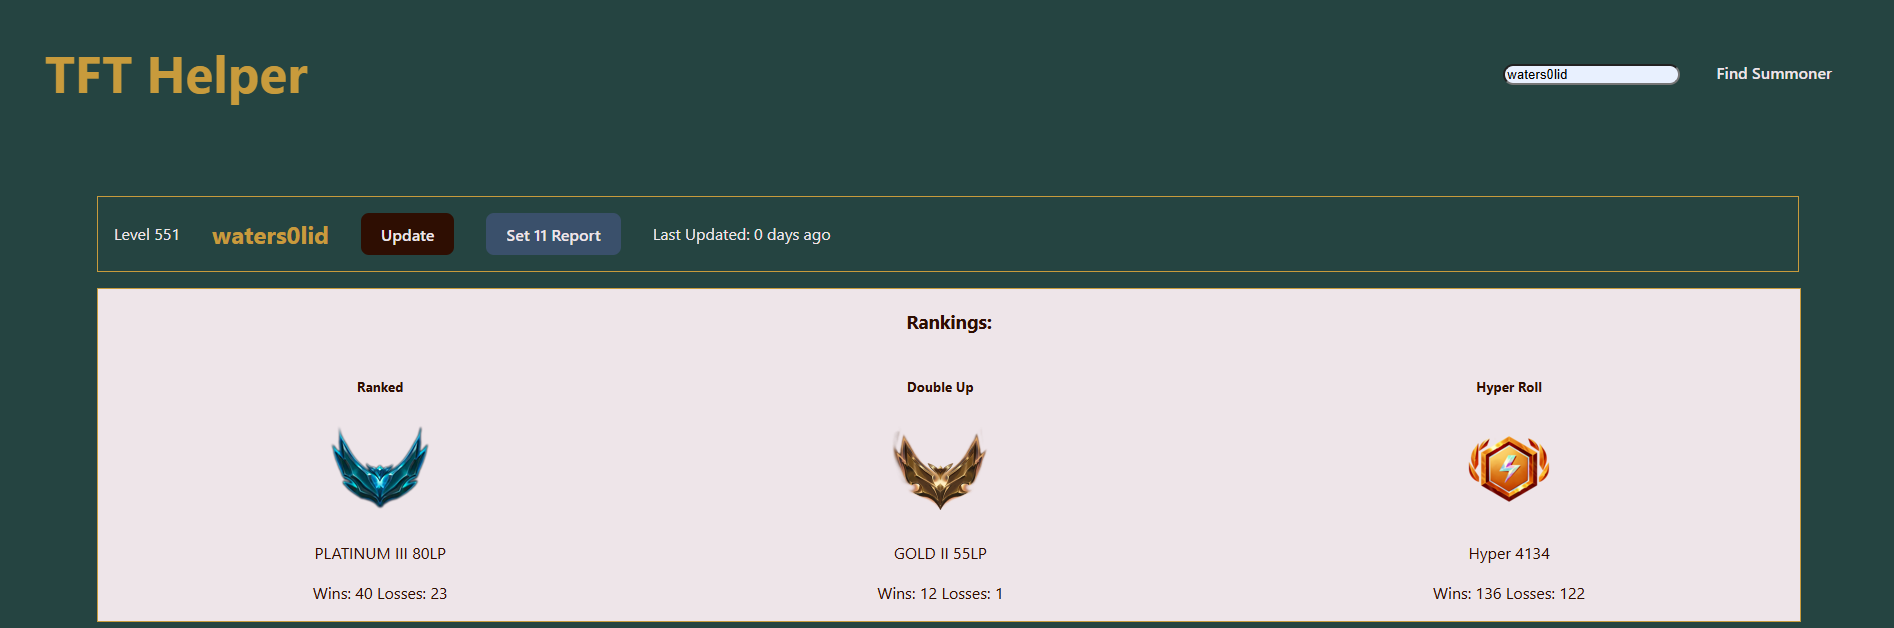 TFT Helper
waters0lid
Find Summoner
Level 551
waters0lid
Update
Set 11 Report
Last Updated: 0 days ago
Rankings:
Ranked
PLATINUM III 80LP
Wins: 40 Losses: 23
Double Up
GOLD II 55LP
Wins: 12 Losses: 1
Hyper Roll
Hyper 4134
Wins: 136 Losses: 122